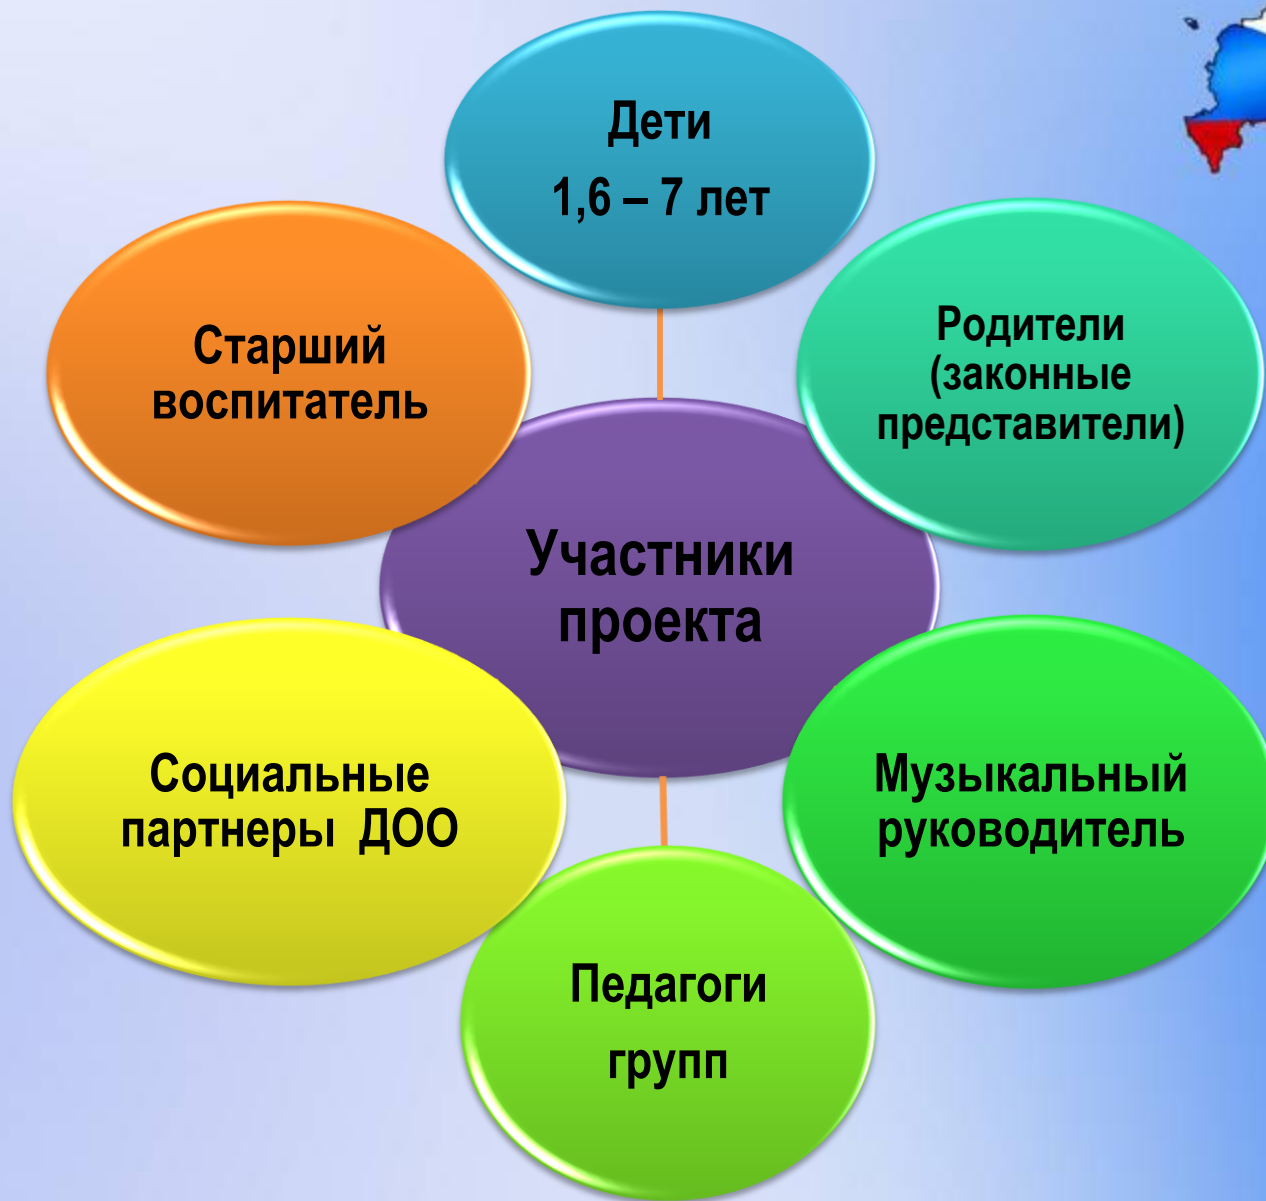 Дети
1,6 – 7 лет
Старший
воспитатель
Родители
(законные
представители)
Участники
проекта
Социальные
партнеры ДОО
Музыкальный
руководитель
Педагоги
групп